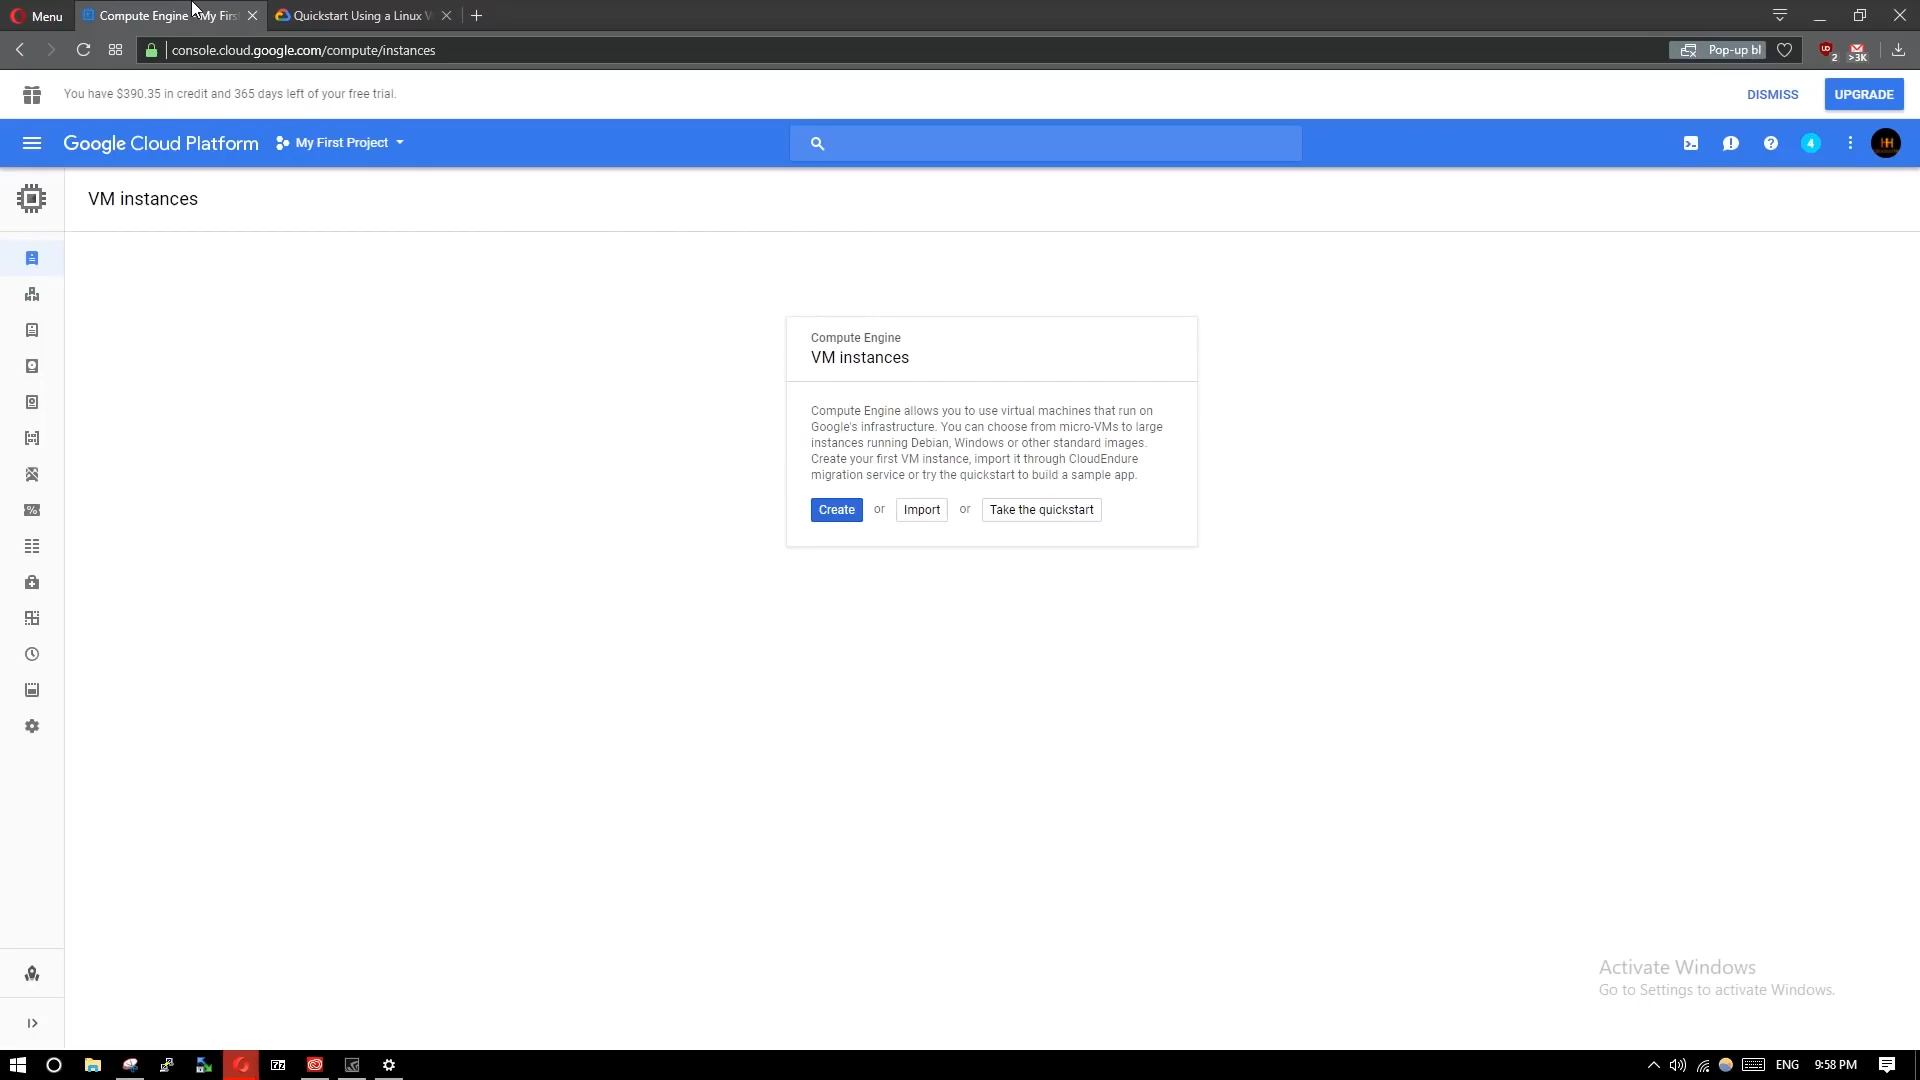 Menu
Compute Engine - My First
Quickstart Using a Linux V
console.cloud.google.com/compute/instances
Pop-up bl
2
>3K
You have $390.35 in credit and 365 days left of your free trial.
DISMISS
UPGRADE
Google Cloud Platform
My First Project
4
VM instances
Compute Engine
VM instances
Compute Engine allows you to use virtual machines that run on
Google's infrastructure. You can choose from micro-VMs to large
instances running Debian, Windows or other standard images.
Create your first VM instance, import it through CloudEndure
migration service or try the quickstart to build a sample app.
Create or Import or Take the quickstart
Activate Windows
Go to Settings to activate Windows.
ENG
9:58 PM